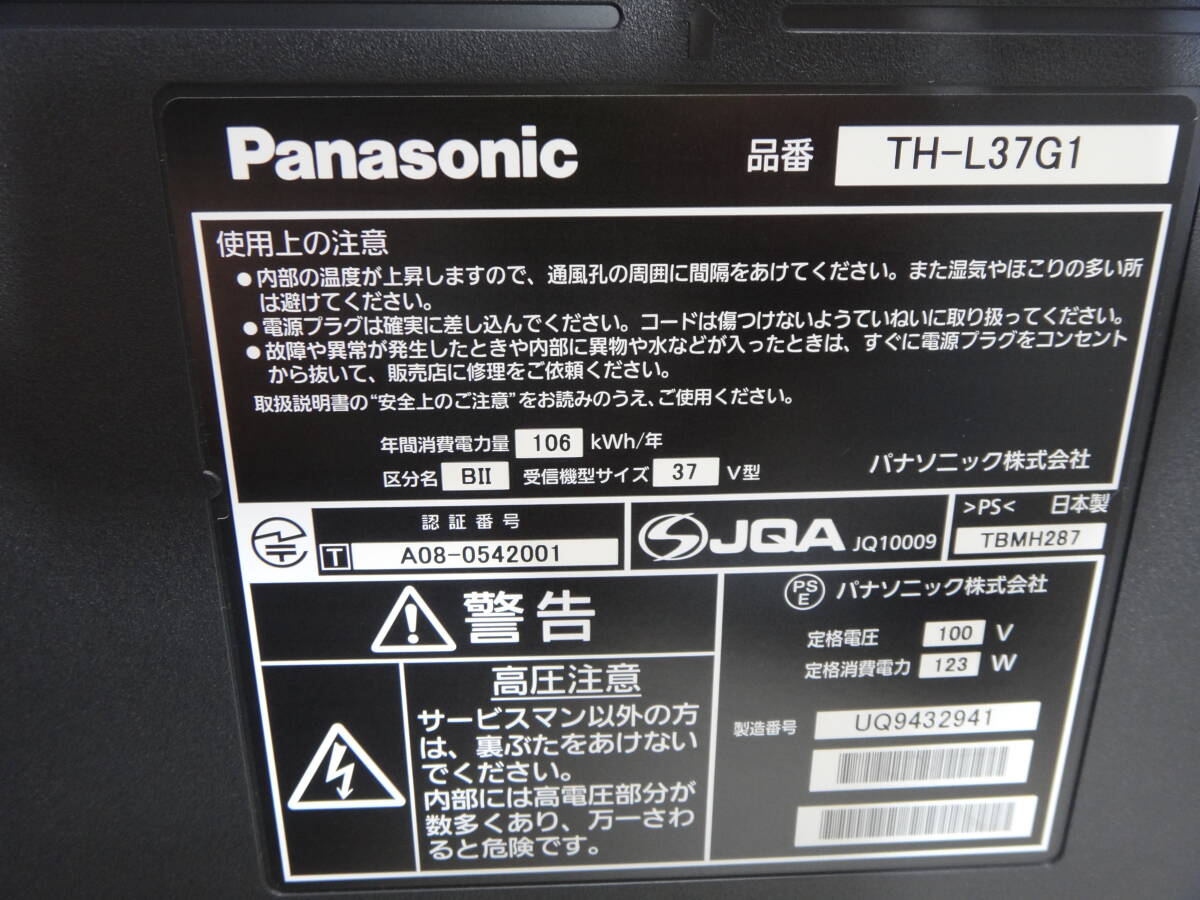 Panasonic 品番 TH-L37G1
使用上の注意
●内部の温度が上昇しますので、通風孔の周囲に間隔をあけてください。また湿気やほこりの多い所
は避けてください。
●電源プラグは確実に差し込んでください。コードは傷つけないようていねいに取り扱ってください。
●故障や異常が発生したときや内部に異物や水などが入ったときは、すぐに電源プラグをコンセント
から抜いて、販売店に修理をご依頼ください。
取扱説明書の“安全上のご注意”をお読みのうえ、ご使用ください。
年間消費電力量 106 kWh/年
区分名 BII 受信機型サイズ 37 V型
パナソニック株式会社
認証番号
T A08-0542001
JQA JQ10009
>PS< 日本製
TBMH287
警告
高圧注意
サービスマン以外の方
は、裏ぶたをあけない
でください。
内部には高電圧部分が
数多くあり、万一さわ
ると危険です。
PS
E パナソニック株式会社
定格電圧 100 V
定格消費電力 123 W
製造番号 UQ9432941